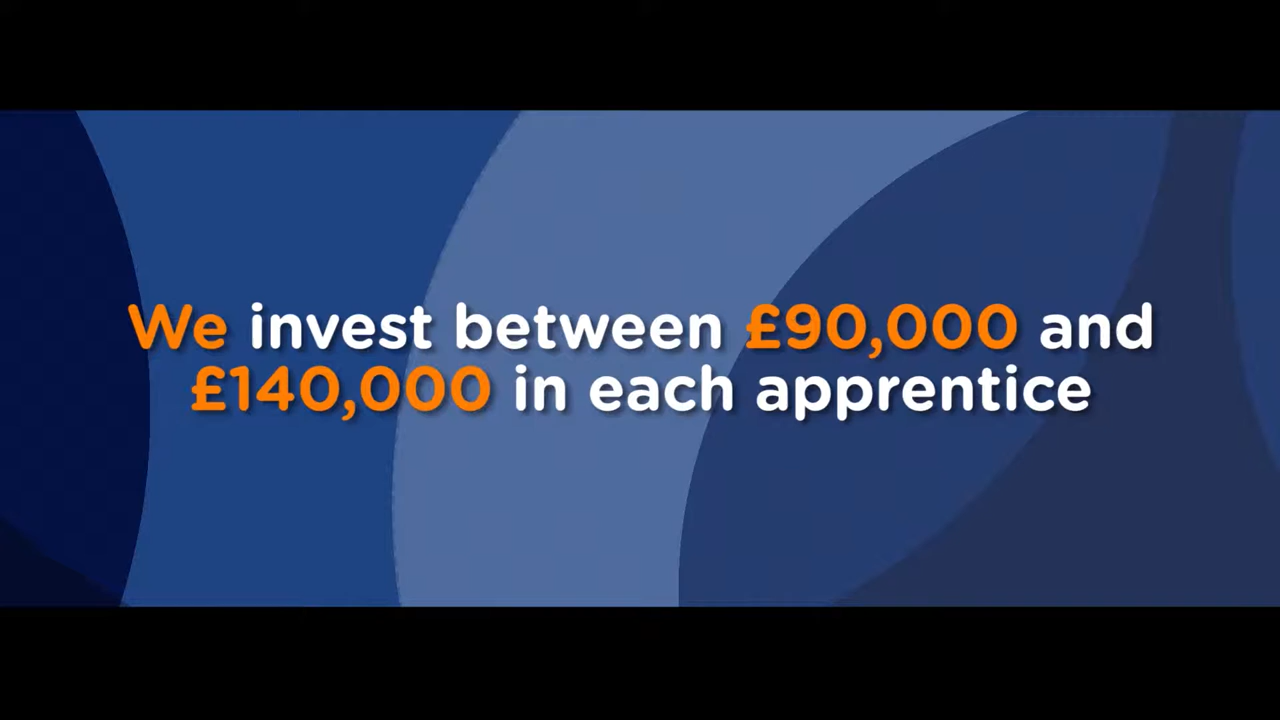 We invest between £90,000 and
£140,000 in each apprentice